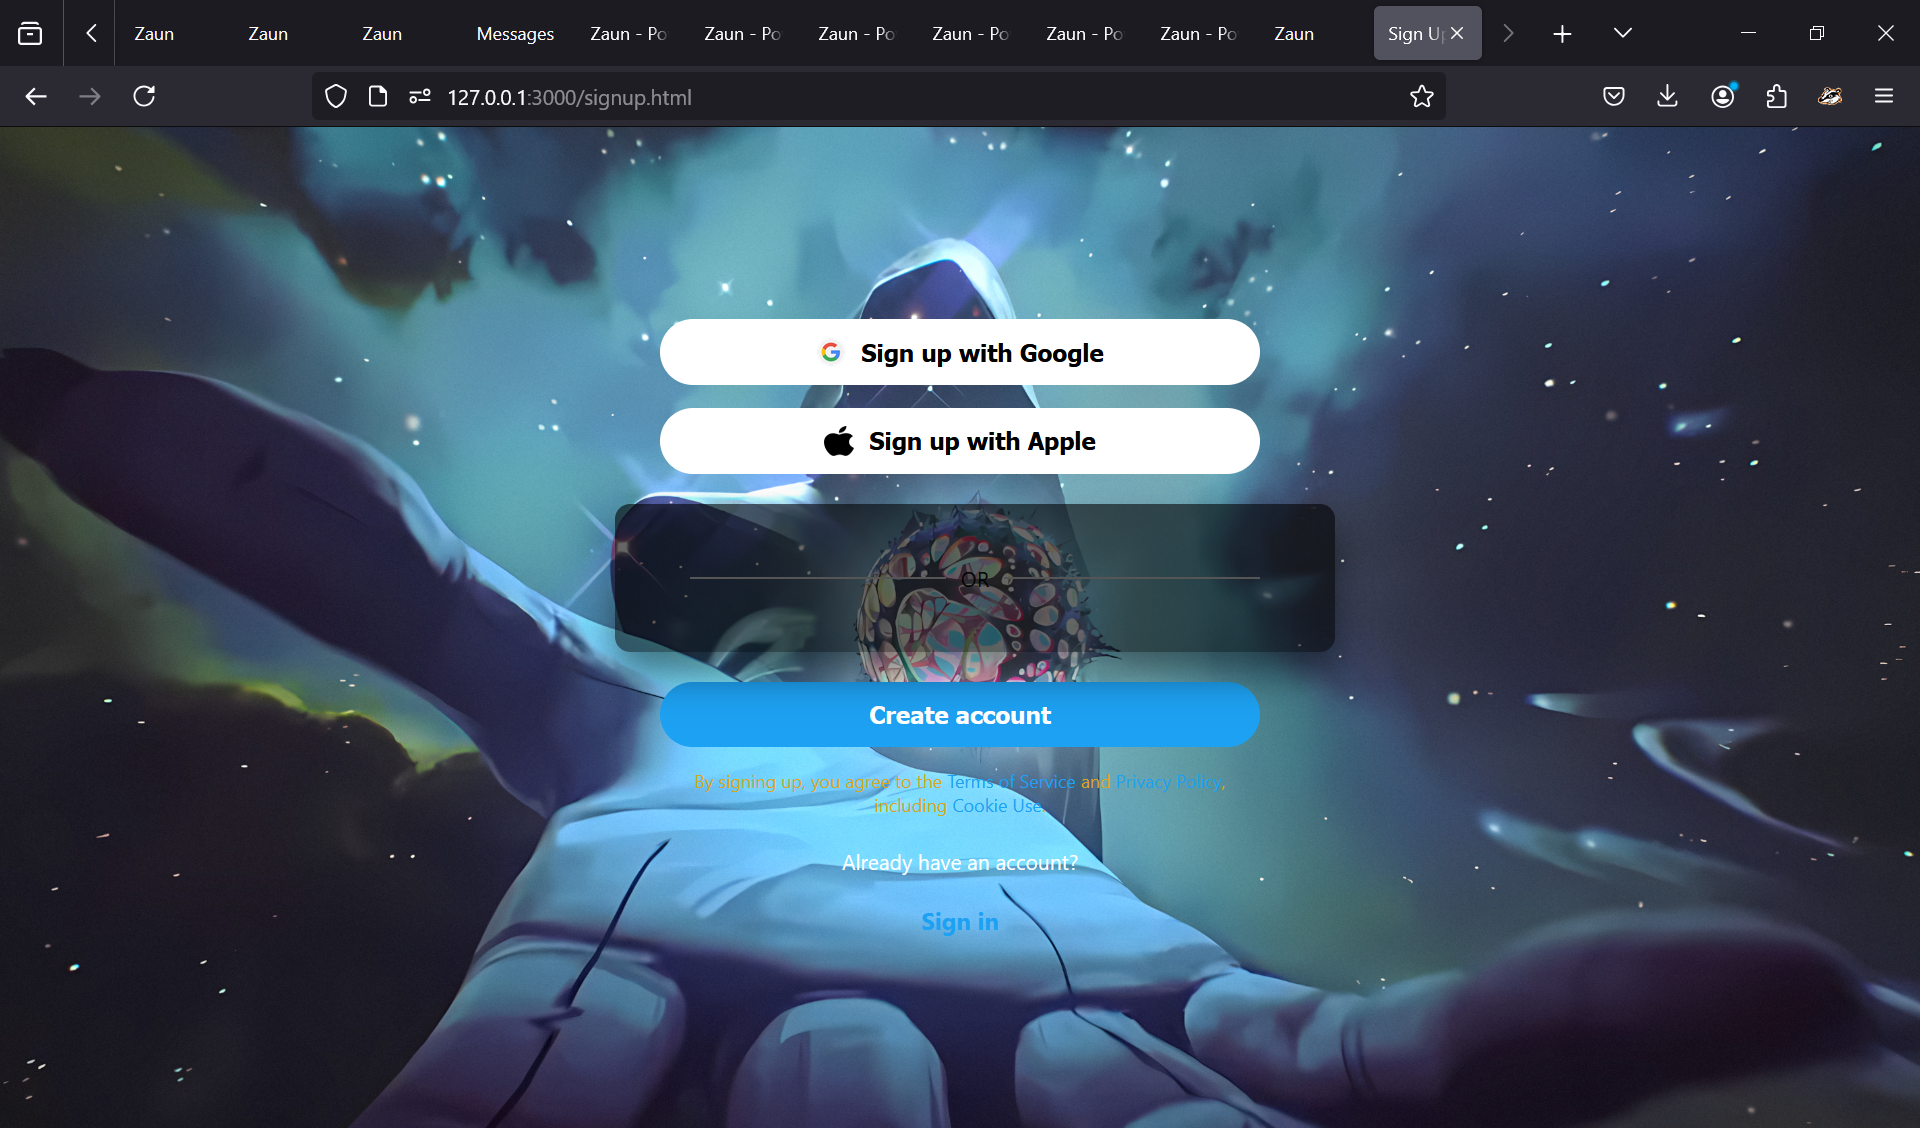 Zaun
Zaun
Zaun
Messages
Zaun - Po
Zaun - Po
Zaun - Po
Zaun - Po
Zaun - Po
Zaun - Po
Zaun
Sign Up
127.0.0.1:3000/signup.html
Sign up with Google
Sign up with Apple
OR
Create account
By signing up, you agree to the Terms of Service and Privacy Policy,
including Cookie Use.
Already have an account?
Sign in